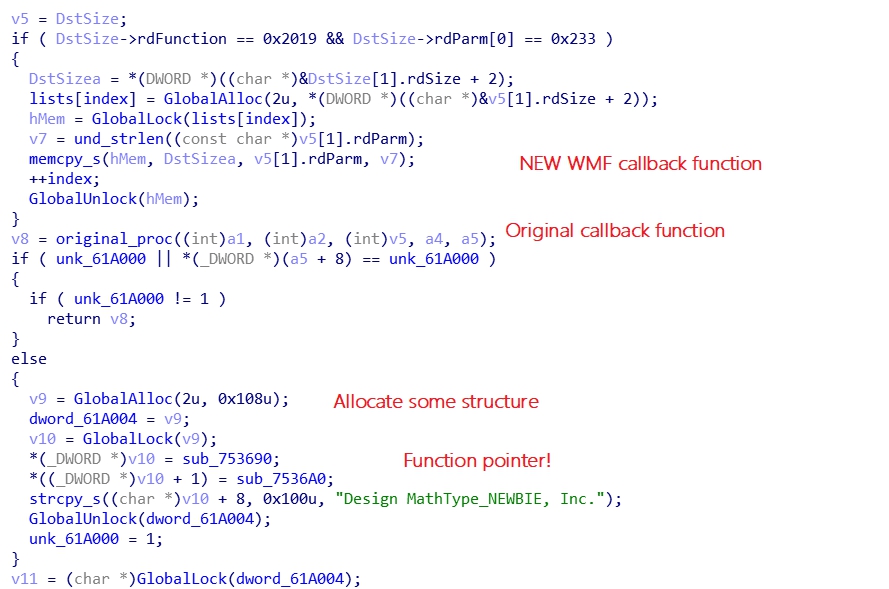 v5 = DstSize;
if ( DstSize->rdFunction == 0x2019 && DstSize->rdParm[0] == 0x233 )
{
  DstSizea = *(DWORD *)((char *)&DstSize[1].rdSize + 2);
  lists[index] = GlobalAlloc(2u, *(DWORD *)((char *)&v5[1].rdSize + 2));
  hMem = GlobalLock(lists[index]);
  v7 = und_strlen((const char *)v5[1].rdParm);
  memcpy_s(hMem, DstSizea, v5[1].rdParm, v7);
NEW WMF callback function
  ++index;
  GlobalUnlock(hMem);
}
v8 = original_proc((int)a1, (int)a2, (int)v5, a4, a5);
Original callback function
if ( unk_61A000 || *(_DWORD *)(a5 + 8) == unk_61A000 )
{
  if ( unk_61A000 != 1 )
    return v8;
}
else
{
  v9 = GlobalAlloc(2u, 0x108u);
Allocate some structure
  dword_61A004 = v9;
  v10 = GlobalLock(v9);
  *(_DWORD *)v10 = sub_753690;
Function pointer!
  *((_DWORD *)v10 + 1) = sub_7536A0;
  strcpy_s((char *)v10 + 8, 0x100u, "Design MathType_NEWBIE, Inc.");
  GlobalUnlock(dword_61A004);
  unk_61A000 = 1;
}
v11 = (char *)GlobalLock(dword_61A004);